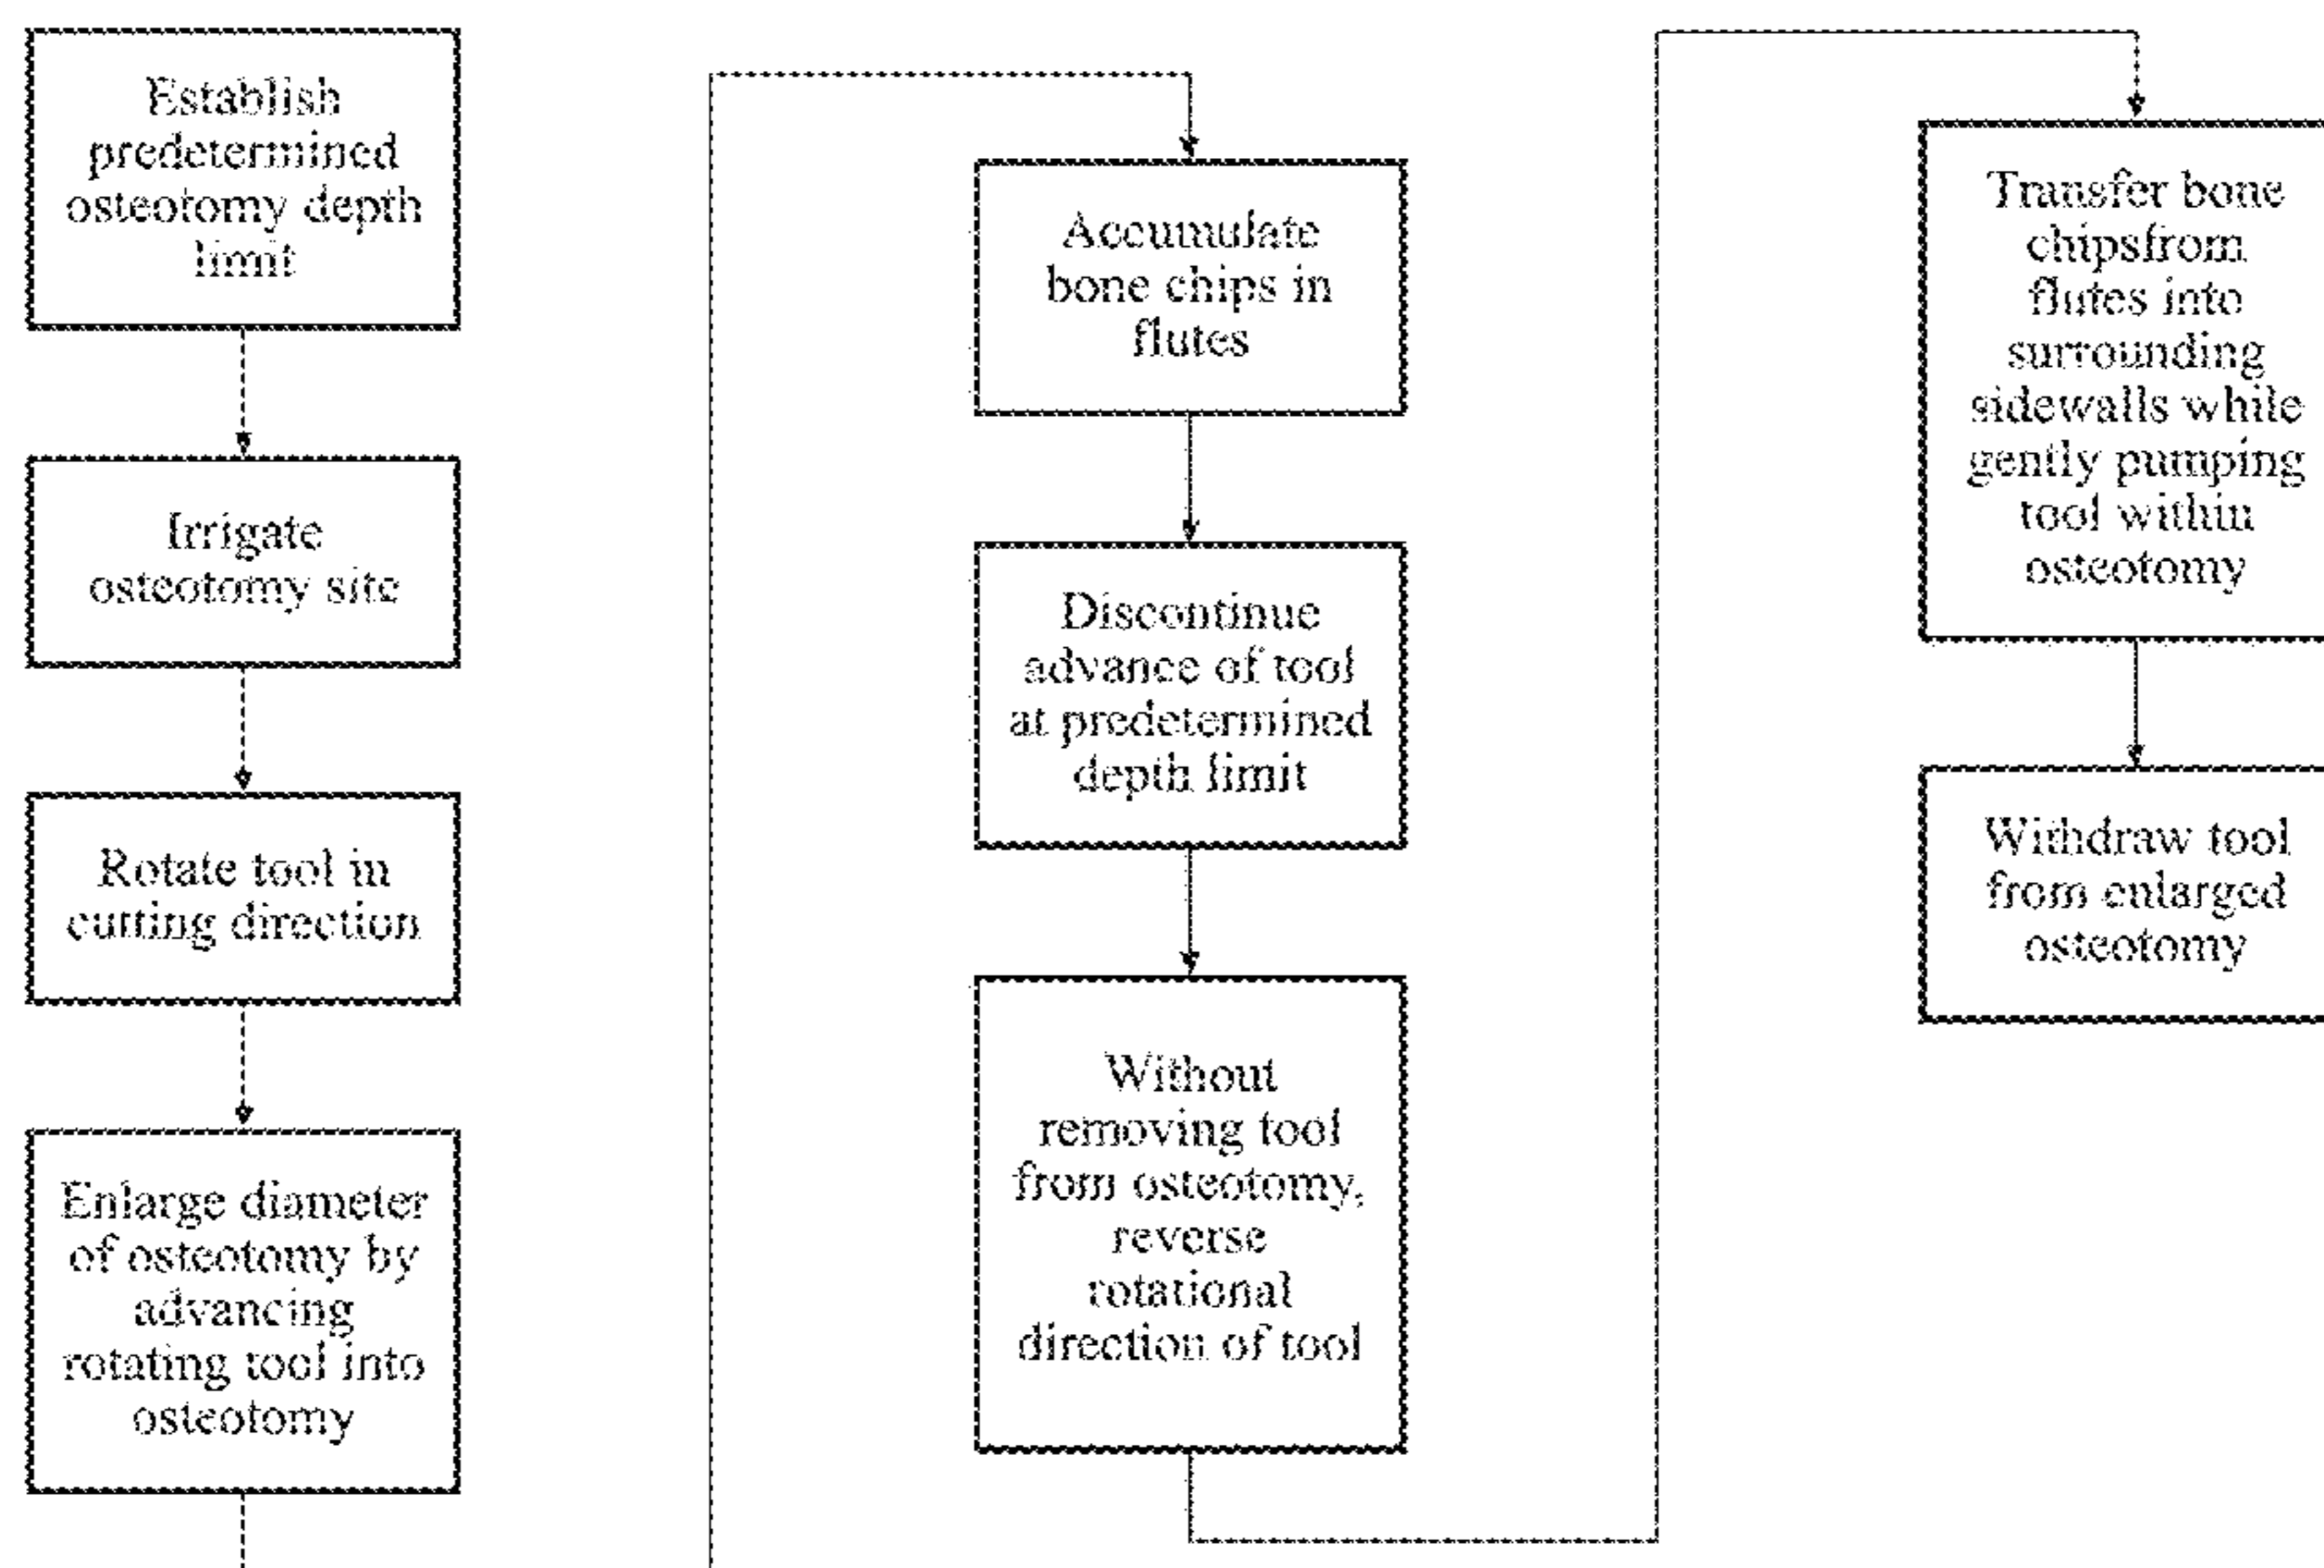 Establish
predetermined
osteotomy depth
limit
Irrigate
osteotomy site
Rotate tool in
cutting direction
Enlarge diameter
of osteotomy by
advancing
rotating tool into
osteotomy
Accumulate
bone chips in
flutes
Discontinue
advance of tool
at predetermined
depth limit
Without
removing tool
from osteotomy,
reverse
rotational
direction of tool
Transfer bone
chipsfrom
flutes into
surrounding
sidewalls while
gently pumping
tool within
osteotomy
Withdraw tool
from enlarged
osteotomy